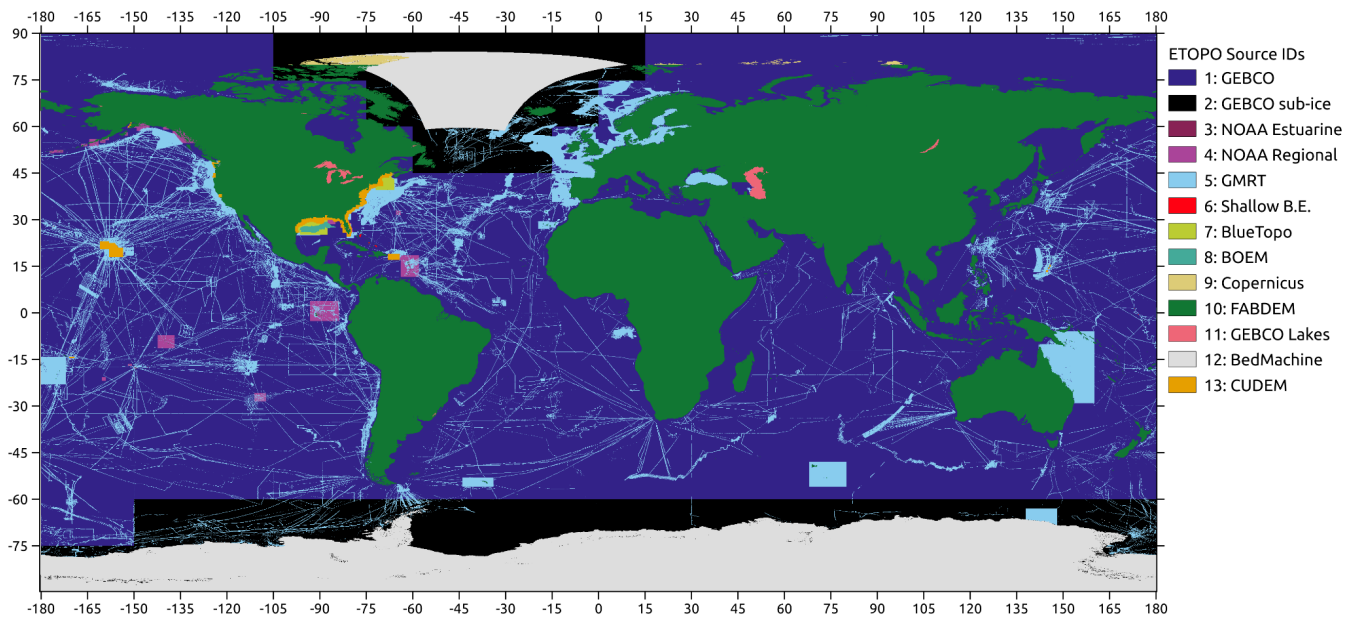 -180 -165 -150 -135 -120 -105 -90 -75 -60 -45 -30 -15 0 15 30 45 60 75 90 105 120 135 150 165 180
90
75
60
45
30
15
0
-15
-30
-45
-60
-75
ETOPO Source IDs
1: GEBCO
2: GEBCO sub-ice
3: NOAA Estuarine
4: NOAA Regional
5: GMRT
6: Shallow B.E.
7: BlueTopo
8: BOEM
9: Copernicus
10: FABDEM
11: GEBCO Lakes
12: BedMachine
13: CUDEM
-180 -165 -150 -135 -120 -105 -90 -75 -60 -45 -30 -15 0 15 30 45 60 75 90 105 120 135 150 165 180